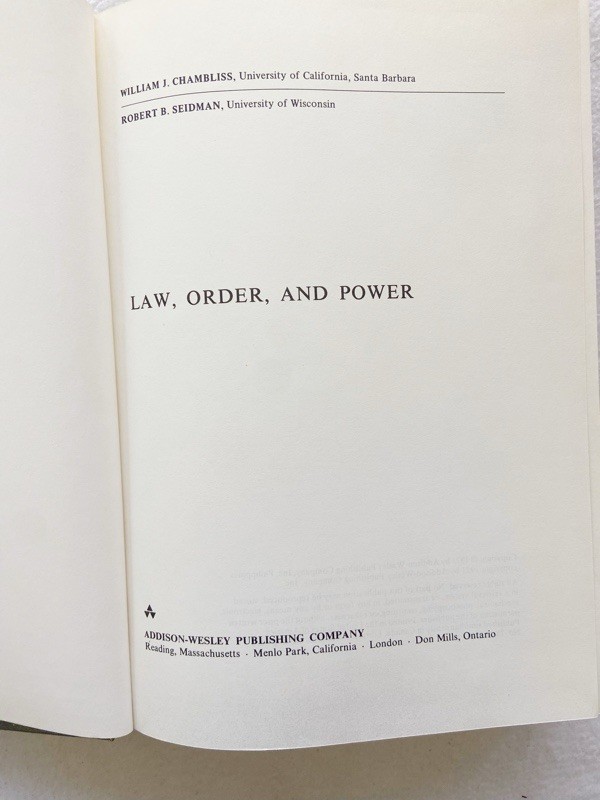 WILLIAM J. CHAMBLISS, University of California, Santa Barbara
ROBERT B. SEIDMAN, University of Wisconsin
LAW, ORDER, AND POWER
ADDISON-WESLEY PUBLISHING COMPANY
Reading, Massachusetts · Menlo Park, California · London · Don Mills, Ontario